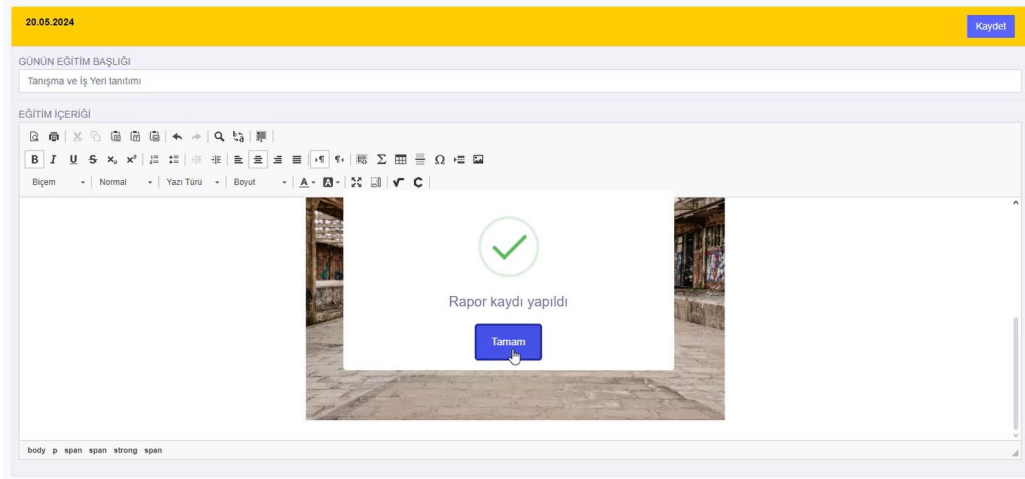 20.05.2024
Kaydet
GÜNÜN EĞİTİM BAŞLIĞI
Tanışma ve İş Yeri tanıtımı
EĞİTİM İÇERİĞİ
Biçem Normal Yazı Türü Boyut
Rapor kaydı yapıldı
Tamam
body p span span strong span